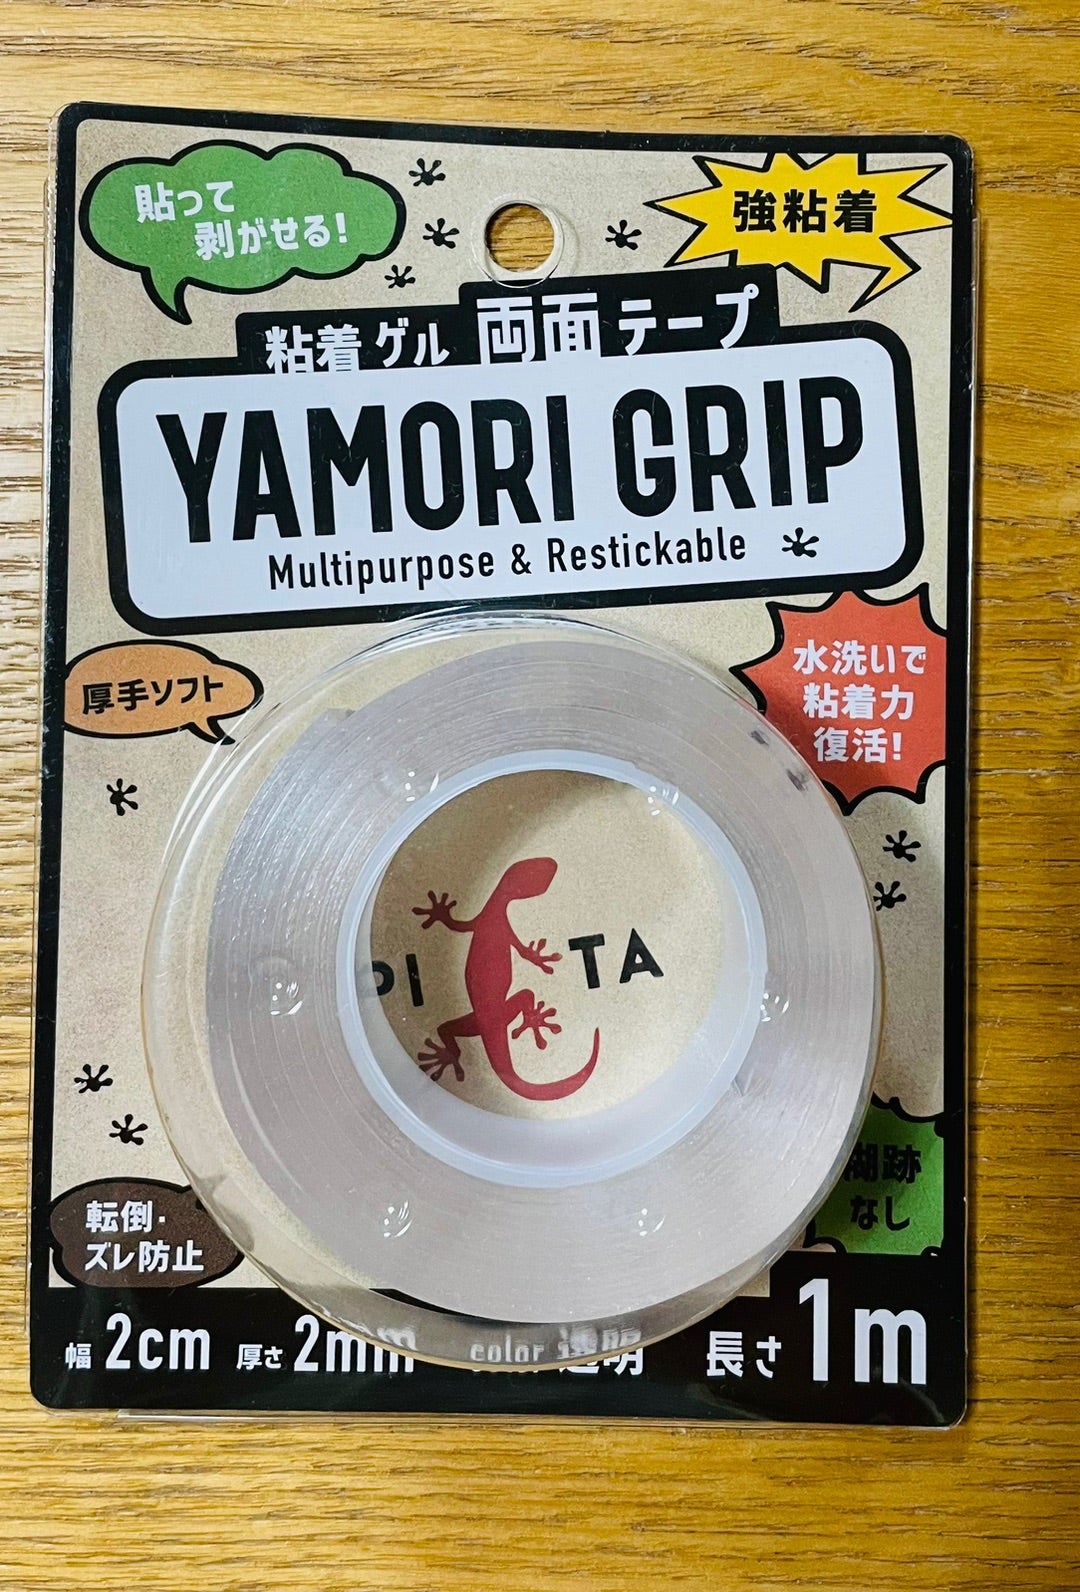 貼って
剥がせる!
強粘着
粘着ゲル 両面テープ
YAMORI GRIP
Multipurpose & Restickable
厚手ソフト
水洗いで
粘着力
復活!
PI TA
糊跡
なし
転倒・
ズレ防止
幅 2cm 厚さ 2mm color 透明 長さ 1m